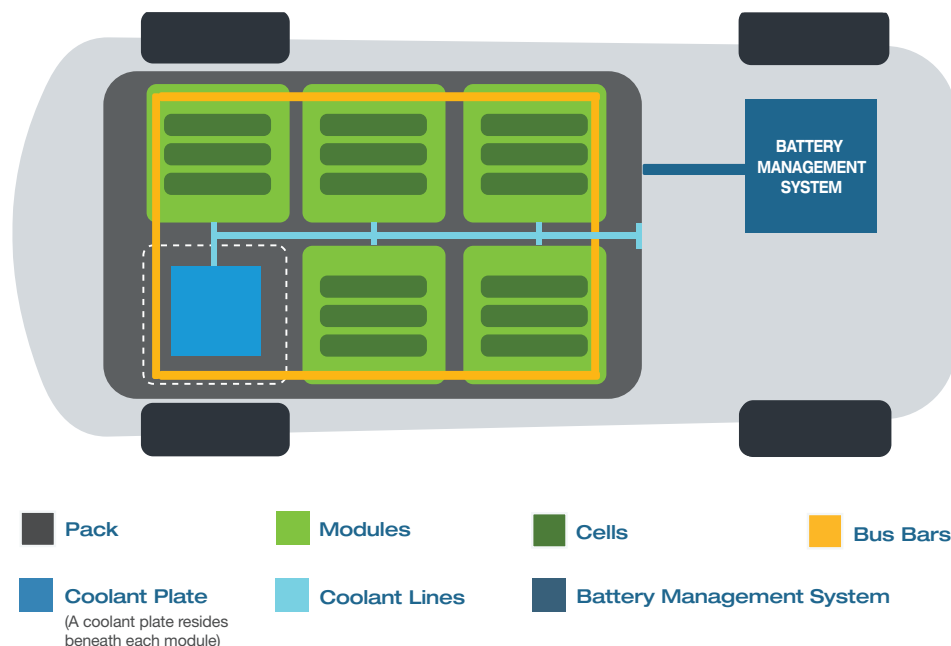 BATTERY
MANAGEMENT
SYSTEM
Pack
Modules
Cells
Bus Bars
Coolant Plate
(A coolant plate resides
beneath each module)
Coolant Lines
Battery Management System